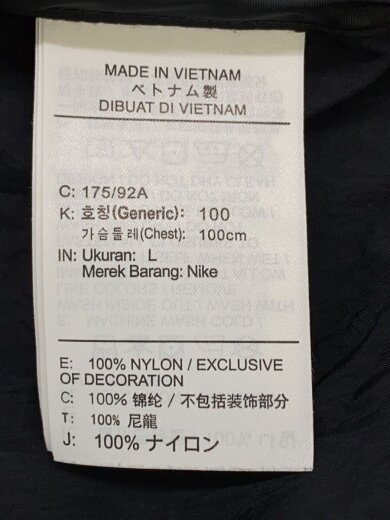 MADE IN VIETNAM
ベトナム製
DIBUAT DI VIETNAM
C: 175/92A
K: 호칭(Generic): 100
가슴둘레(Chest): 100cm
IN: Ukuran: L
Merek Barang: Nike
E: 100% NYLON / EXCLUSIVE
OF DECORATION
C: 100% 锦纶 / 不包括装饰部分
T: 100% 尼龍
J: 100% ナイロン